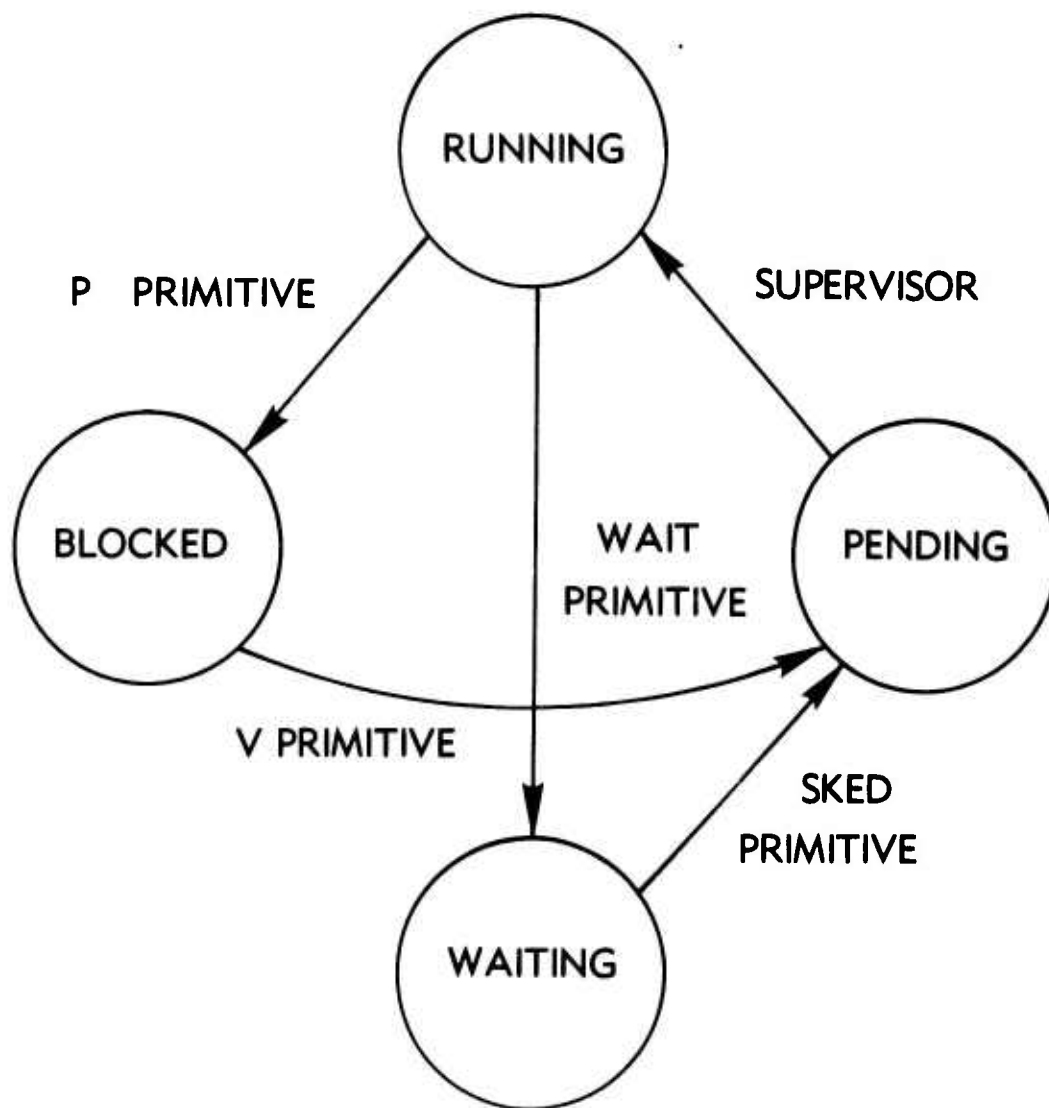 RUNNING
P PRIMITIVE
SUPERVISOR
BLOCKED
WAIT
PRIMITIVE
PENDING
V PRIMITIVE
SKED
PRIMITIVE
WAITING